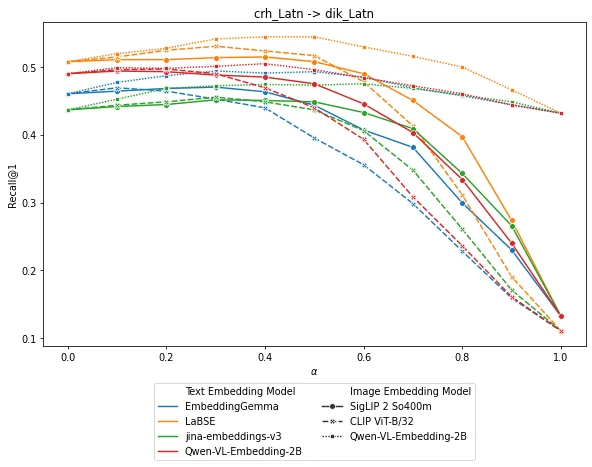 crh_Latn -> dik_Latn
Recall@1
0.5
0.4
0.3
0.2
0.1
0.0 0.2 0.4 0.6 0.8 1.0
α
Text Embedding Model Image Embedding Model
EmbeddingGemma SigLIP 2 So400m
LaBSE CLIP ViT-B/32
jina-embeddings-v3 Qwen-VL-Embedding-2B
Qwen-VL-Embedding-2B